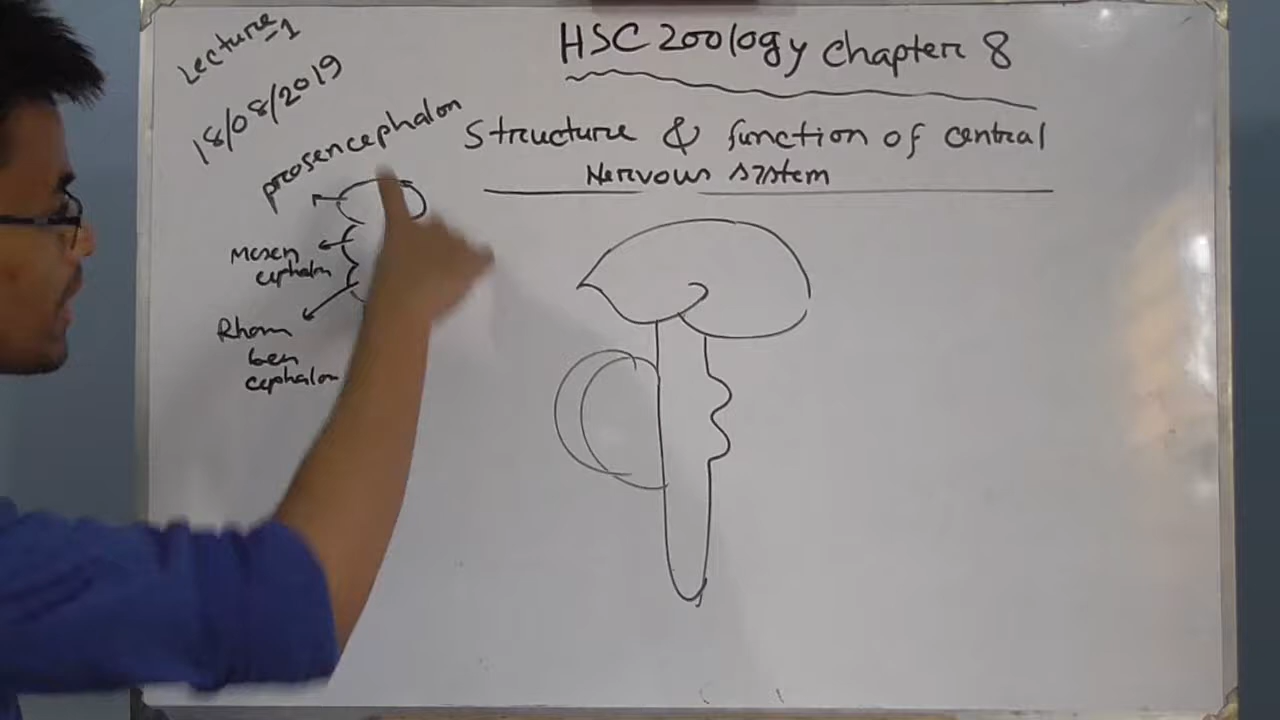 Lecture-1
18/08/2019
HSC Zoology Chapter 8
Structure & function of central
Nervous system
prosencephalon
Mesen
cephalon
Rhom
ben
cephalon